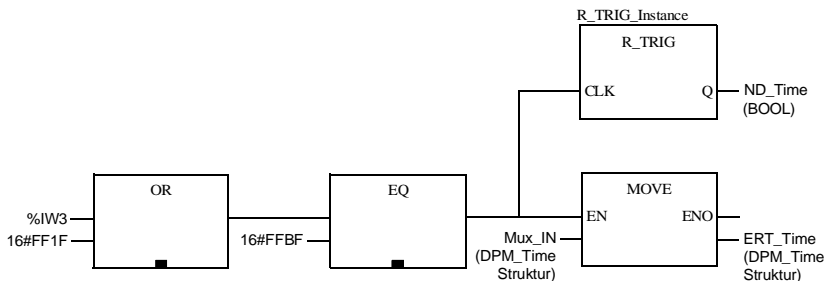 R_TRIG_Instance
R_TRIG
CLK
Q
ND_Time
(BOOL)
OR
EQ
MOVE
%IW3
16#FF1F
16#FFBF
EN
ENO
Mux_IN
(DPM_Time
Struktur)
ERT_Time
(DPM_Time
Struktur)